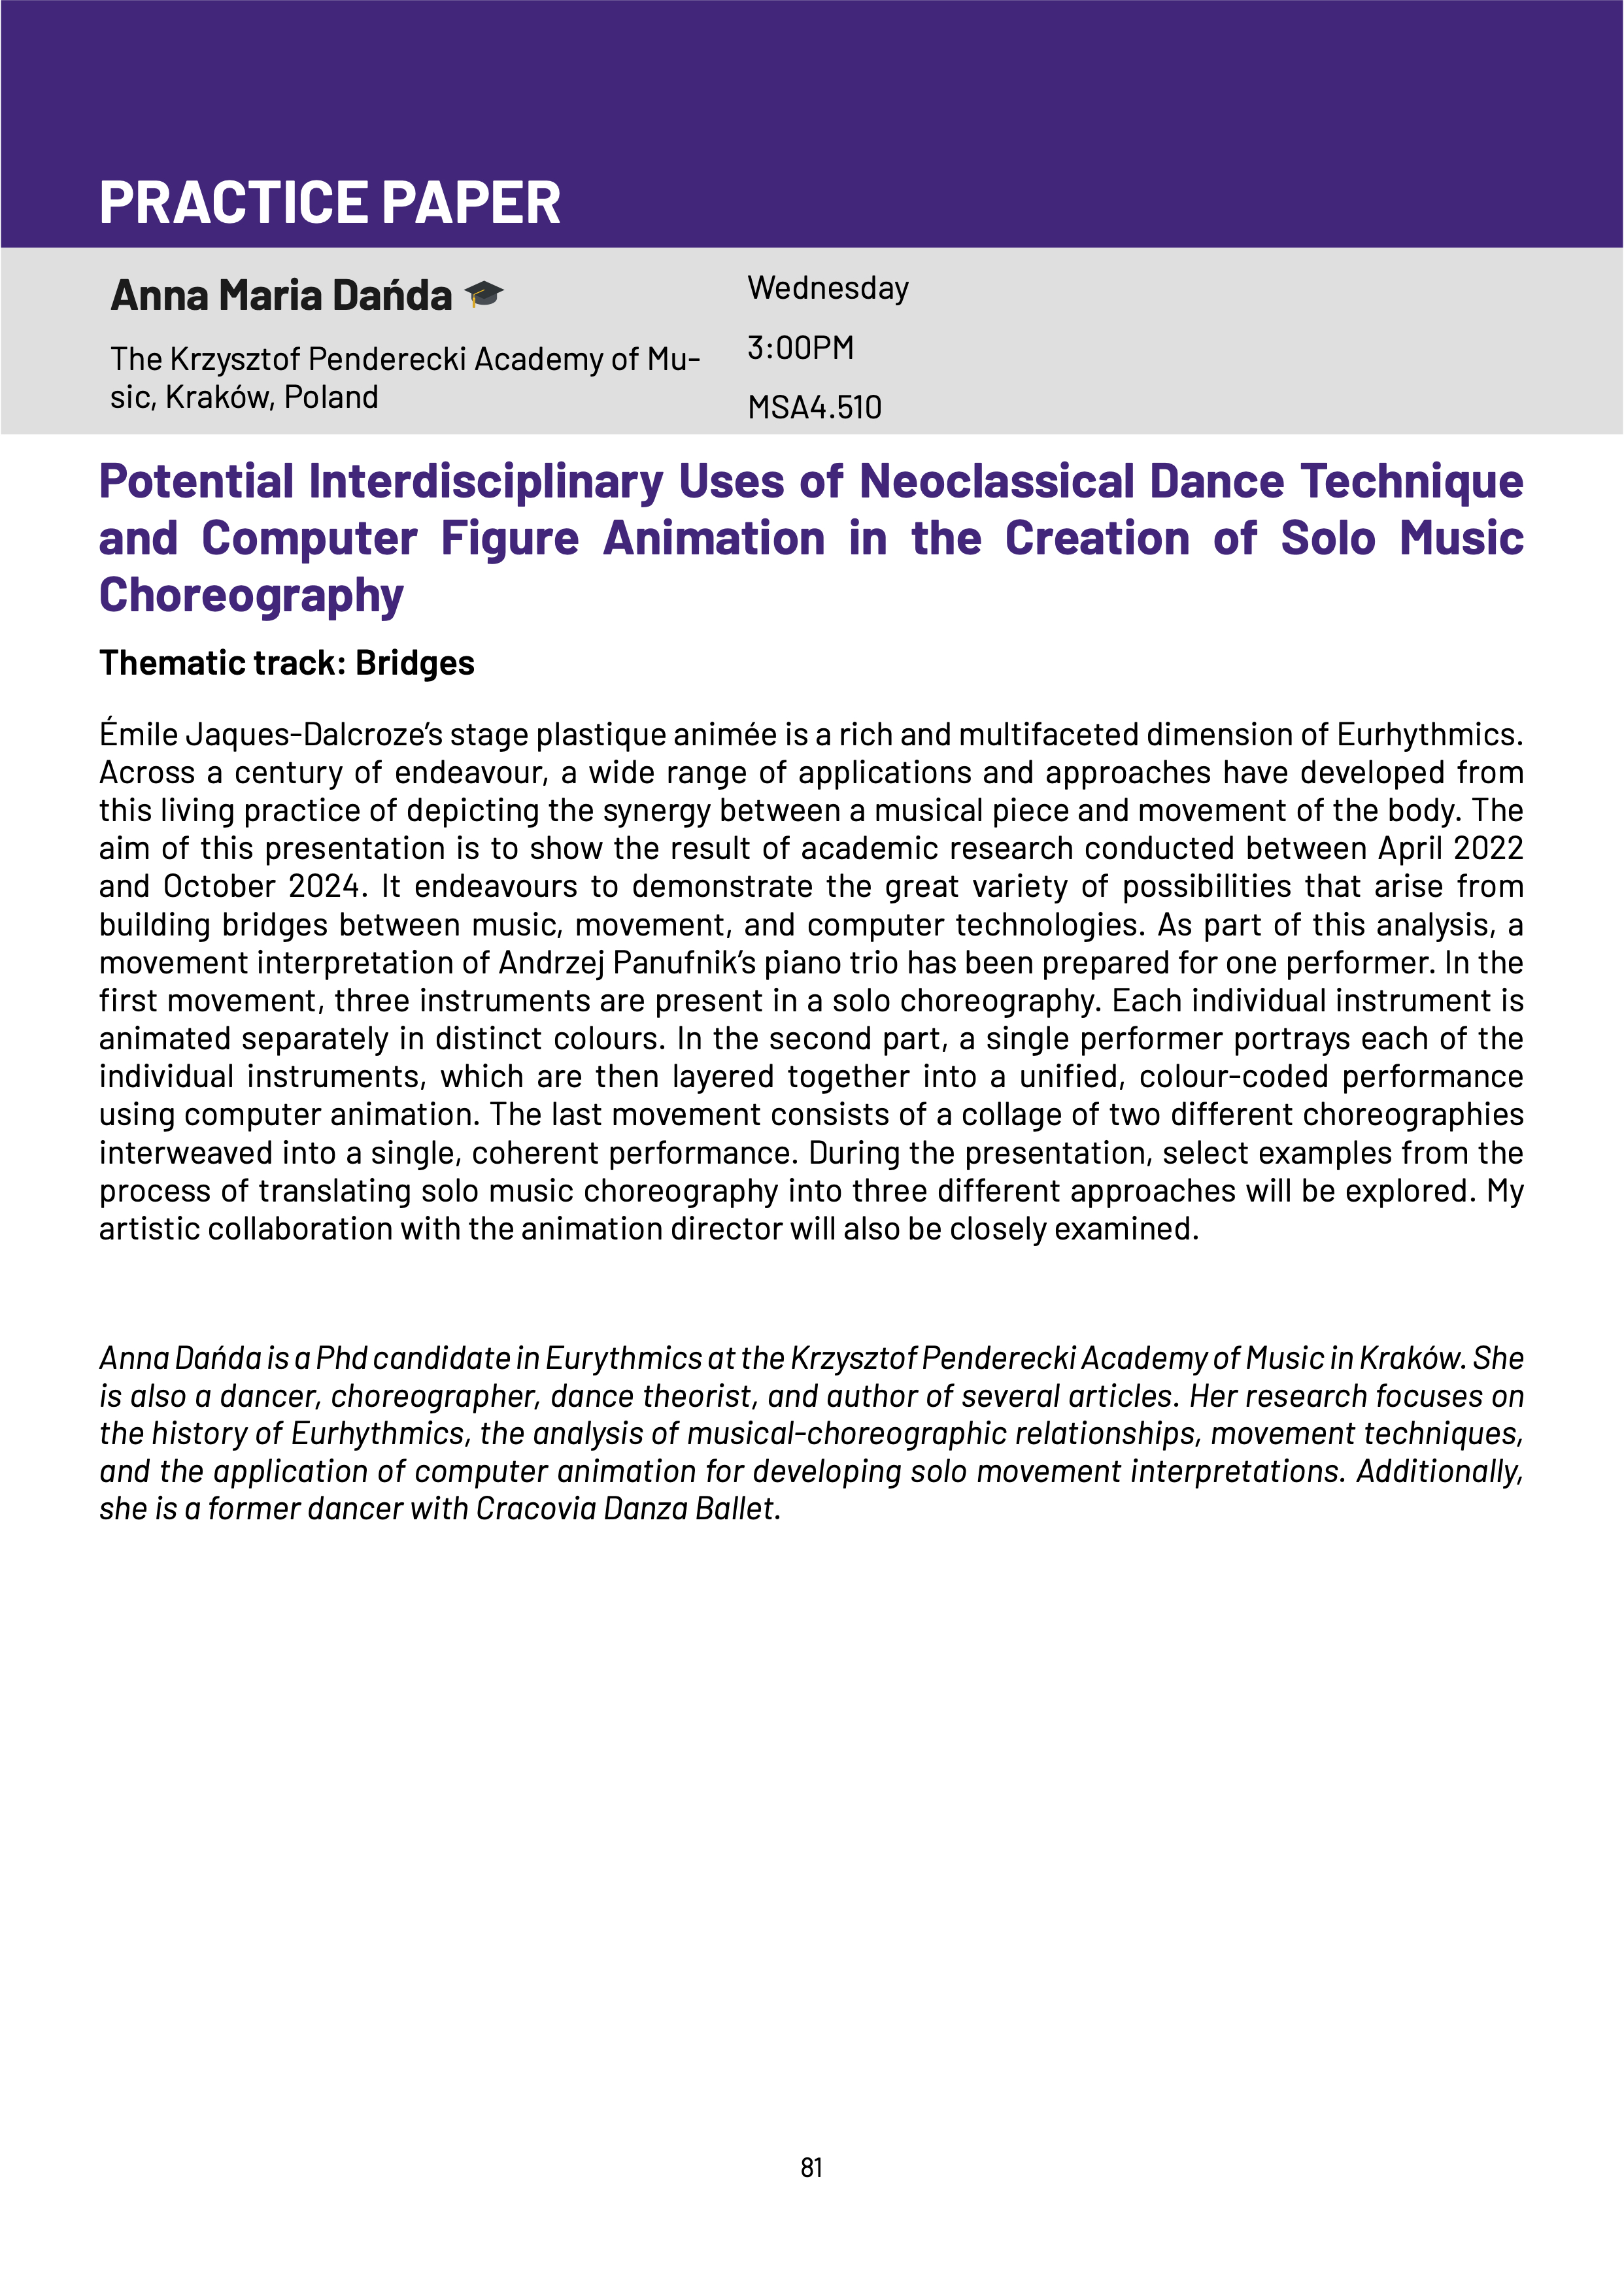 PRACTICE PAPER
Anna Maria Dańda
The Krzysztof Penderecki Academy of Mu-
sic, Kraków, Poland
Wednesday
3:00PM
MSA4.510
Potential Interdisciplinary Uses of Neoclassical Dance Technique
and Computer Figure Animation in the Creation of Solo Music
Choreography
Thematic track: Bridges
Émile Jaques-Dalcroze’s stage plastique animée is a rich and multifaceted dimension of Eurhythmics.
Across a century of endeavour, a wide range of applications and approaches have developed from
this living practice of depicting the synergy between a musical piece and movement of the body. The
aim of this presentation is to show the result of academic research conducted between April 2022
and October 2024. It endeavours to demonstrate the great variety of possibilities that arise from
building bridges between music, movement, and computer technologies. As part of this analysis, a
movement interpretation of Andrzej Panufnik’s piano trio has been prepared for one performer. In the
first movement, three instruments are present in a solo choreography. Each individual instrument is
animated separately in distinct colours. In the second part, a single performer portrays each of the
individual instruments, which are then layered together into a unified, colour-coded performance
using computer animation. The last movement consists of a collage of two different choreographies
interweaved into a single, coherent performance. During the presentation, select examples from the
process of translating solo music choreography into three different approaches will be explored. My
artistic collaboration with the animation director will also be closely examined.
Anna Dańda is a Phd candidate in Eurythmics at the Krzysztof Penderecki Academy of Music in Kraków. She
is also a dancer, choreographer, dance theorist, and author of several articles. Her research focuses on
the history of Eurhythmics, the analysis of musical-choreographic relationships, movement techniques,
and the application of computer animation for developing solo movement interpretations. Additionally,
she is a former dancer with Cracovia Danza Ballet.
81